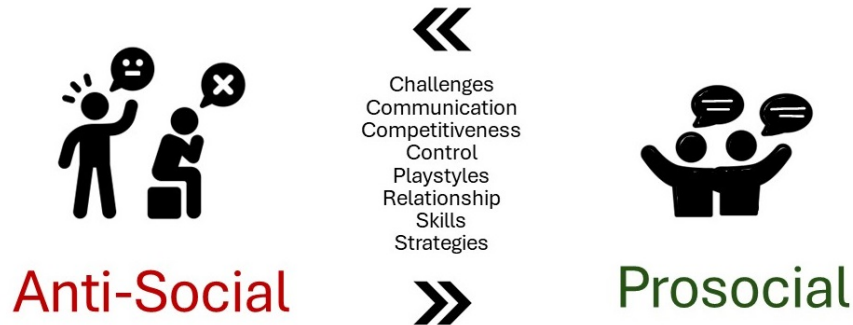 Challenges
Communication
Competitiveness
Control
Playstyles
Relationship
Skills
Strategies
Anti-Social
Prosocial